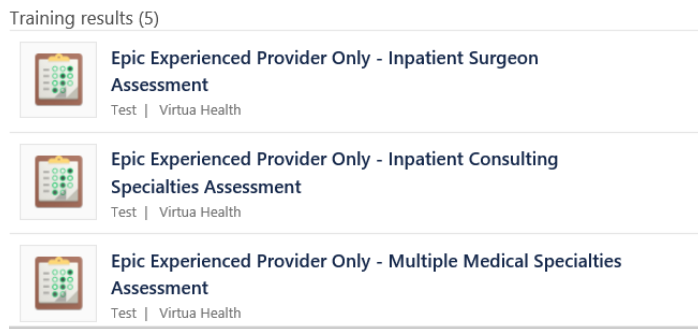 Training results (5)
Epic Experienced Provider Only - Inpatient Surgeon
Assessment
Test | Virtua Health
Epic Experienced Provider Only - Inpatient Consulting
Specialties Assessment
Test | Virtua Health
Epic Experienced Provider Only - Multiple Medical Specialties
Assessment
Test | Virtua Health